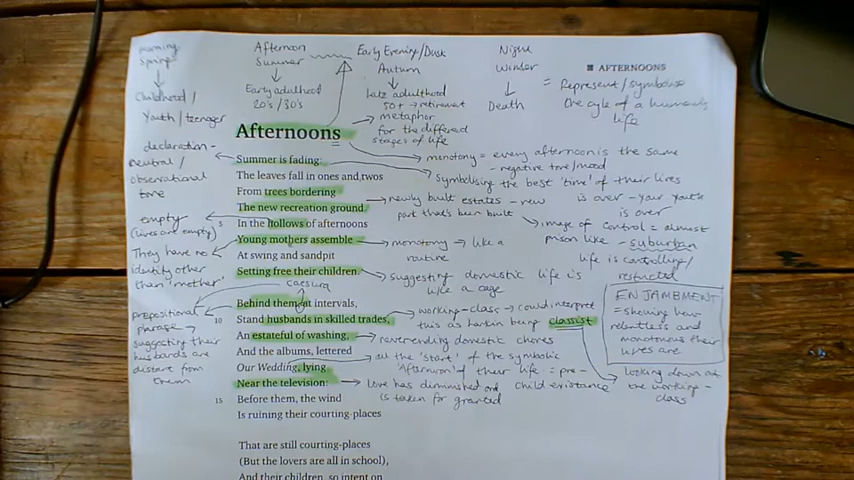 morning
Spring
Childhood /
Youth / teenager
Afternoon
Summer
Early adulthood
20's / 30's
Early Evening / Dusk
Autumn
Late adulthood
50+ → retirement
metaphor
for the different
stages of life
Night
Winter
Death
= Represent / symbolise
the cycle of a human's
life
■ AFTERNOONS
Afternoons
declaration -
neutral /
observational
tone
monotony = every afternoon is the same
- negative tone / mood
Symbolising the best 'time' of their lives
is over - your youth
is over
Summer is fading:
The leaves fall in ones and twos
From trees bordering
The new recreation ground.
5 In the hollows of afternoons
Young mothers assemble
At swing and sandpit
Setting free their children.
newly built estates - new
part that's been built
image of control = almost
prison like - suburban
life is controlling /
restricted
empty
(lives are empty)
They have no
identity other
than 'mother'
monotony → like a
routine
suggesting domestic life is
like a cage
caesura
Behind them, at intervals,
10 Stand husbands in skilled trades,
An estateful of washing,
And the albums, lettered
Our Wedding, lying
Near the television:
15 Before them, the wind
Is ruining their courting-places
prepositional
phrase →
suggesting their
husbands are
distant from
them
working-class → could interpret
this as Larkin being classist
looking down at
the working-
class
domestic chores
at the 'start' of the symbolic
'Afternoon' of their life = pre-
child existance
love has diminished and
is taken for granted
ENJAMBMENT
= showing how
relentless and
monotonous their
lives are
That are still courting-places
(But the lovers are all in school),
And their children, so intent on